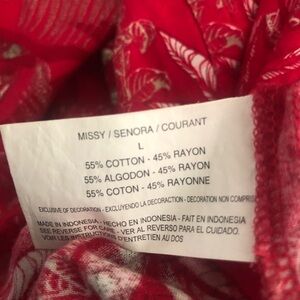 MISSY / SENORA / COURANT
L
55% COTTON - 45% RAYON
55% ALGODON - 45% RAYON
55% COTON - 45% RAYONNE
EXCLUSIVE OF DECORATION - EXCLUYENDO LA DECORACTION - DECORATION NON COMPRIS
MADE IN INDONESIA - HECHO EN INDONESIA - FAIT EN INDONESIA
SEE REVERSE FOR CARE - VER AL REVERSO PARA EL CUIDADO.
VOIR LES INSTRUCTIONS D'ENTRETIEN AU DOS